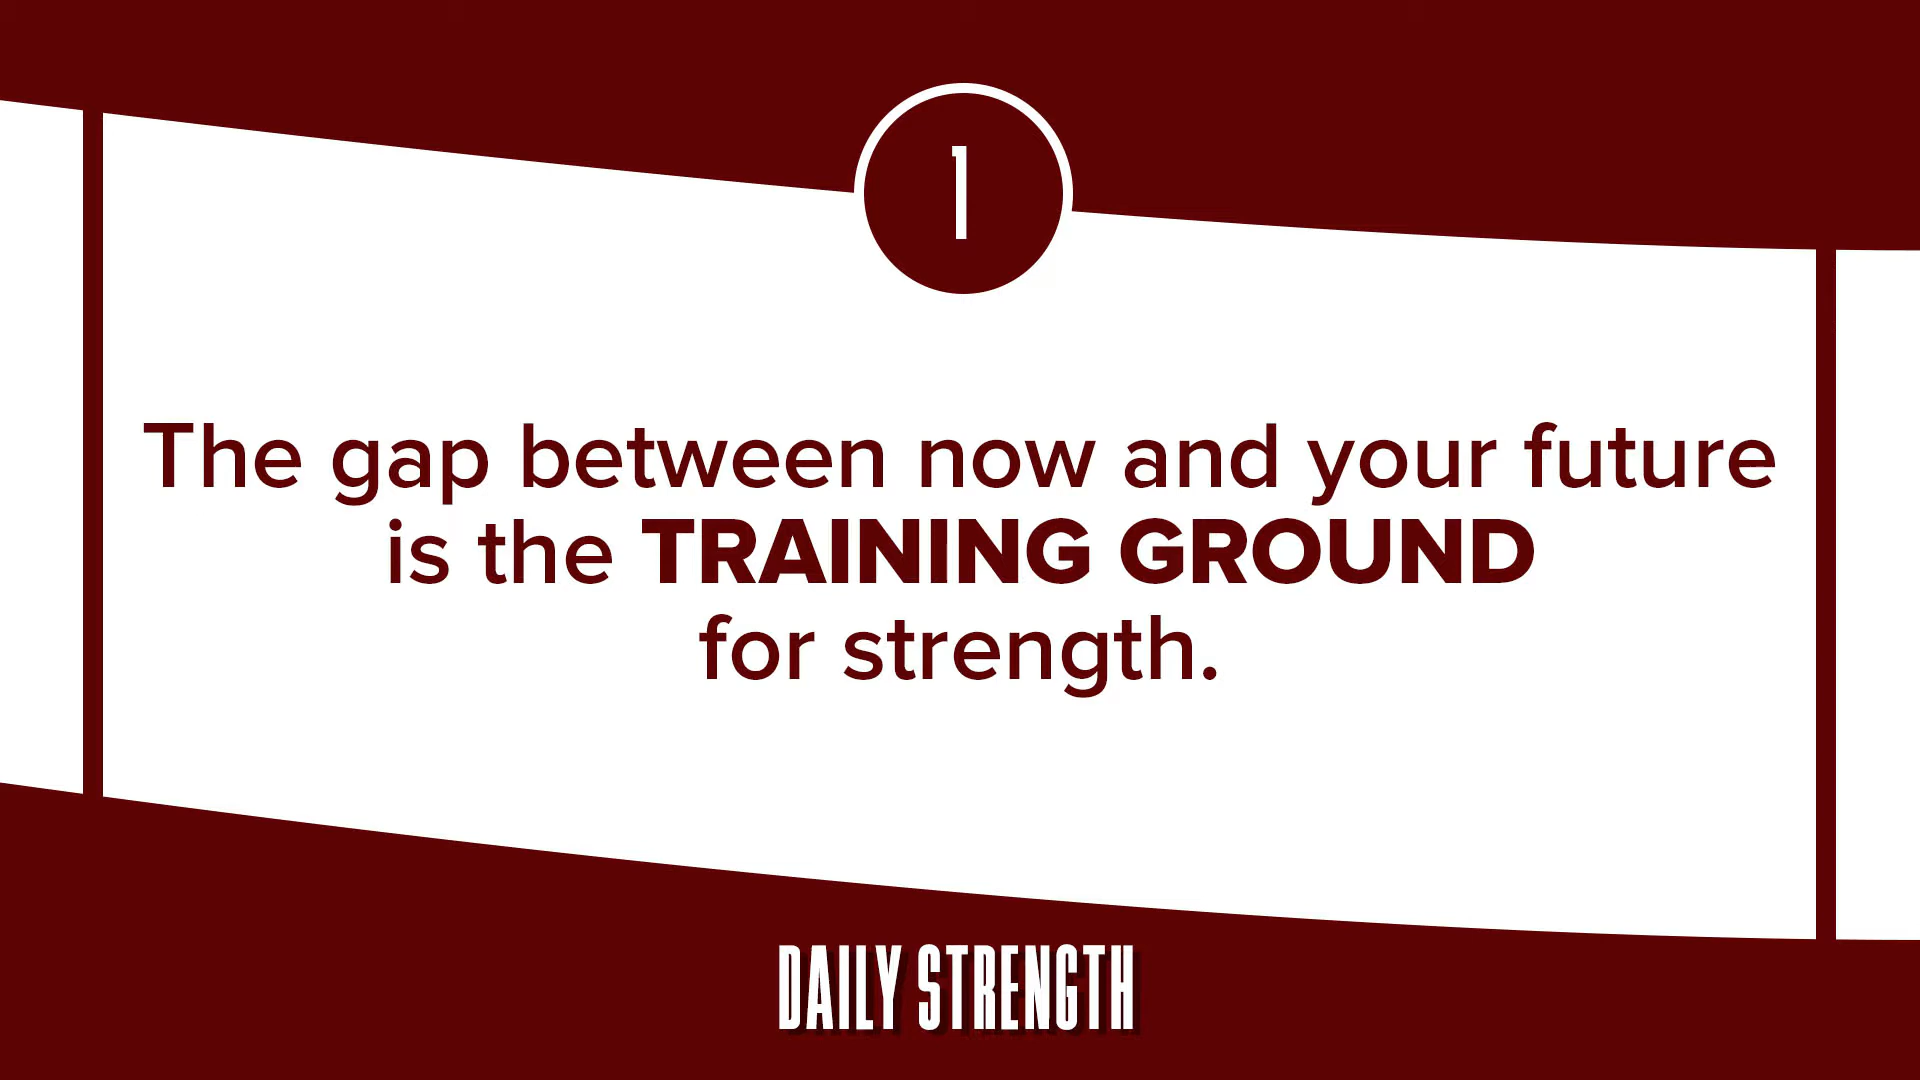 1
The gap between now and your future
is the TRAINING GROUND
for strength.
DAILY STRENGTH